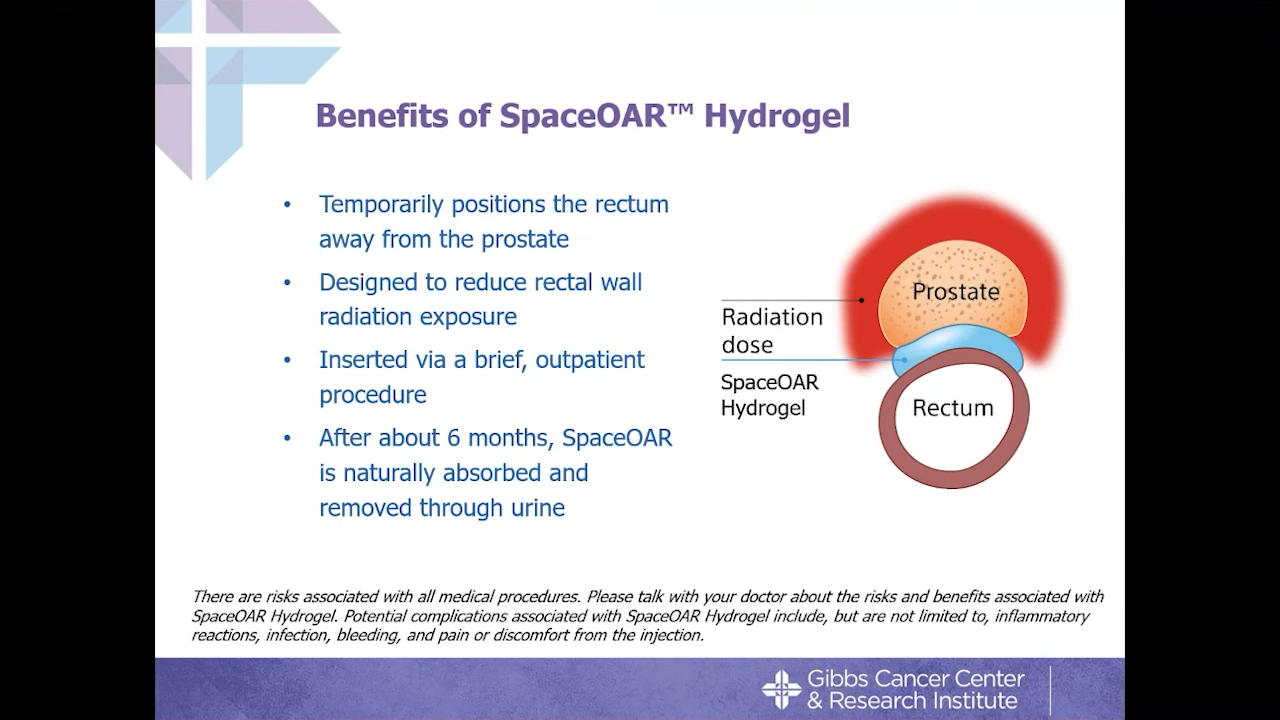 Benefits of SpaceOAR™ Hydrogel
• Temporarily positions the rectum
away from the prostate
• Designed to reduce rectal wall
radiation exposure
• Inserted via a brief, outpatient
procedure
• After about 6 months, SpaceOAR
is naturally absorbed and
removed through urine
Prostate
Radiation
dose
SpaceOAR
Hydrogel
Rectum
There are risks associated with all medical procedures. Please talk with your doctor about the risks and benefits associated with
SpaceOAR Hydrogel. Potential complications associated with SpaceOAR Hydrogel include, but are not limited to, inflammatory
reactions, infection, bleeding, and pain or discomfort from the injection.
Gibbs Cancer Center
& Research Institute